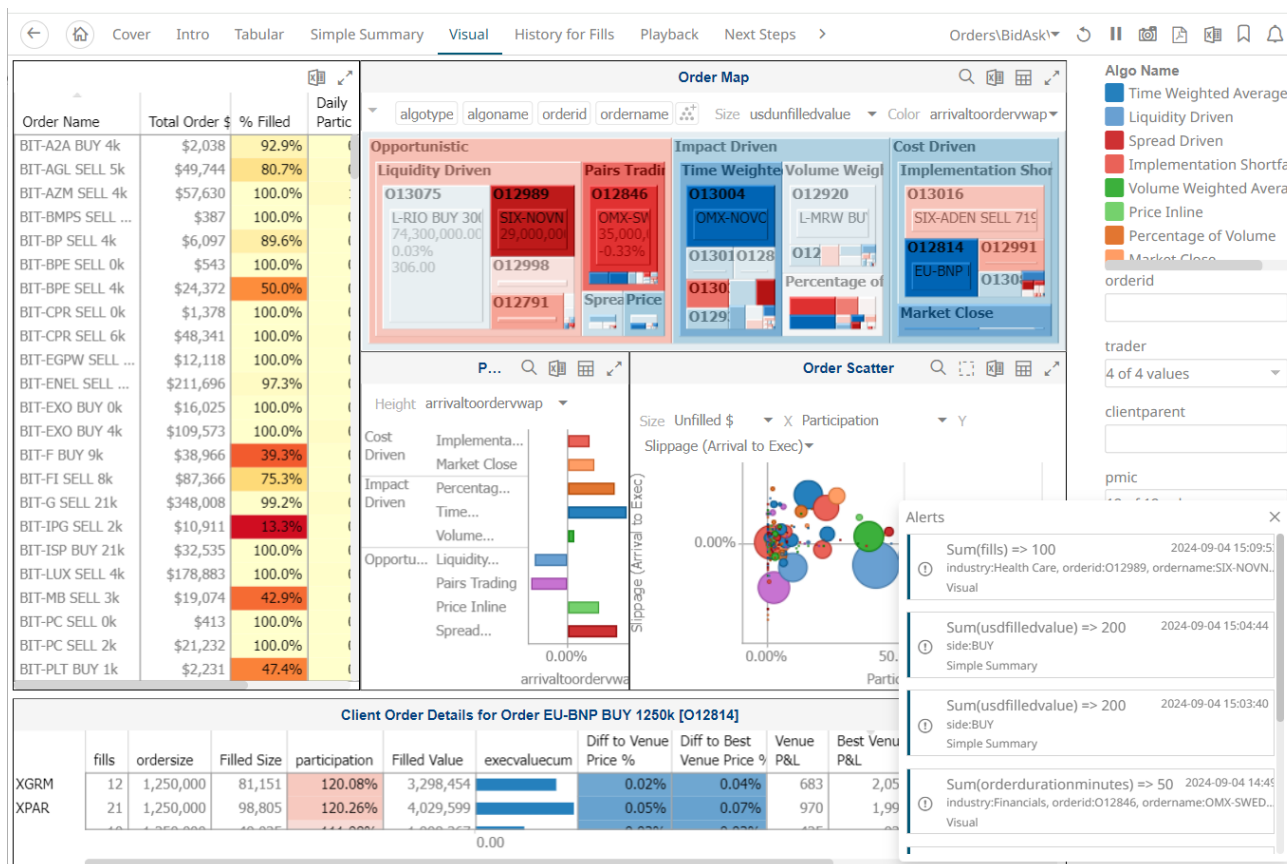 Cover Intro Tabular Simple Summary Visual History for Fills Playback Next Steps Orders\BidAsk\
Order Name Total Order $ % Filled Daily Partic
BIT-A2A BUY 4k $2,038 92.9%
BIT-AGL SELL 5k $49,744 80.7%
BIT-AZM SELL 4k $57,630 100.0%
BIT-BMPS SELL ... $387 100.0%
BIT-BP SELL 4k $6,097 89.6%
BIT-BPE SELL 0k $543 100.0%
BIT-BPE SELL 4k $24,372 50.0%
BIT-CPR SELL 0k $1,378 100.0%
BIT-CPR SELL 6k $48,341 100.0%
BIT-EGPW SELL ... $12,118 100.0%
BIT-ENEL SELL ... $211,696 97.3%
BIT-EXO BUY 0k $16,025 100.0%
BIT-EXO BUY 4k $109,573 100.0%
BIT-F BUY 9k $38,966 39.3%
BIT-FI SELL 8k $87,366 75.3%
BIT-G SELL 21k $348,008 99.2%
BIT-IPG SELL 2k $10,911 13.3%
BIT-ISP BUY 21k $32,535 100.0%
BIT-LUX SELL 4k $178,883 100.0%
BIT-MB SELL 3k $19,074 42.9%
BIT-PC SELL 0k $413 100.0%
BIT-PC SELL 2k $21,232 100.0%
BIT-PLT BUY 1k $2,231 47.4%
Order Map
algotype algoname orderid ordername Size usdunfilledvalue Color arrivaltoordervwap
Opportunistic
Liquidity Driven
O13075
L-RIO BUY 30
74,300,000.00
0.03%
306.00
O12989
SIX-NOVN
29,000,00
O12998
O12791
Pairs Tradi
O12846
OMX-SW
35,000,
-0.33%
Sprea Price
Impact Driven
Time Weighte
O13004
OMX-NOVO
O1301 O128
O130
O129
Volume Weigl
O12920
L-MRW BU
O12
Percentage of
Cost Driven
Implementation Shor
O13016
SIX-ADEN SELL 719
O12814
EU-BNP
O12991
O1308
Market Close
P...
Height arrivaltoordervwap
Cost Driven
Implementa...
Market Close
Impact Driven
Percentag...
Time...
Volume...
Opportu...
Liquidity...
Pairs Trading
Price Inline
Spread...
0.00%
arrivaltoordervwa
Order Scatter
Size Unfilled $ X Participation Y
Slippage (Arrival to Exec)
Slippage (Arrival to Exec)
0.00%
0.00% 50.
Partic
Algo Name
Time Weighted Average
Liquidity Driven
Spread Driven
Implementation Shortfa
Volume Weighted Avera
Price Inline
Percentage of Volume
Market Close
orderid
trader
4 of 4 values
clientparent
pmic
Alerts
Sum(fills) => 100 2024-09-04 15:09:5
industry:Health Care, orderid:O12989, ordername:SIX-NOVN...
Visual
Sum(usdfilledvalue) => 200 2024-09-04 15:04:44
side:BUY
Simple Summary
Sum(usdfilledvalue) => 200 2024-09-04 15:03:40
side:BUY
Simple Summary
Sum(orderdurationminutes) => 50 2024-09-04 14:49
industry:Financials, orderid:O12846, ordername:OMX-SWED...
Visual
Client Order Details for Order EU-BNP BUY 1250k [O12814]
fills ordersize Filled Size participation Filled Value execvaluecum Diff to Venue Price % Diff to Best Venue Price % Venue P&L Best Venu P&L
XGRM 12 1,250,000 81,151 120.08% 3,298,454 0.02% 0.04% 683 2,05
XPAR 21 1,250,000 98,805 120.26% 4,029,599 0.05% 0.07% 970 1,99
0.00